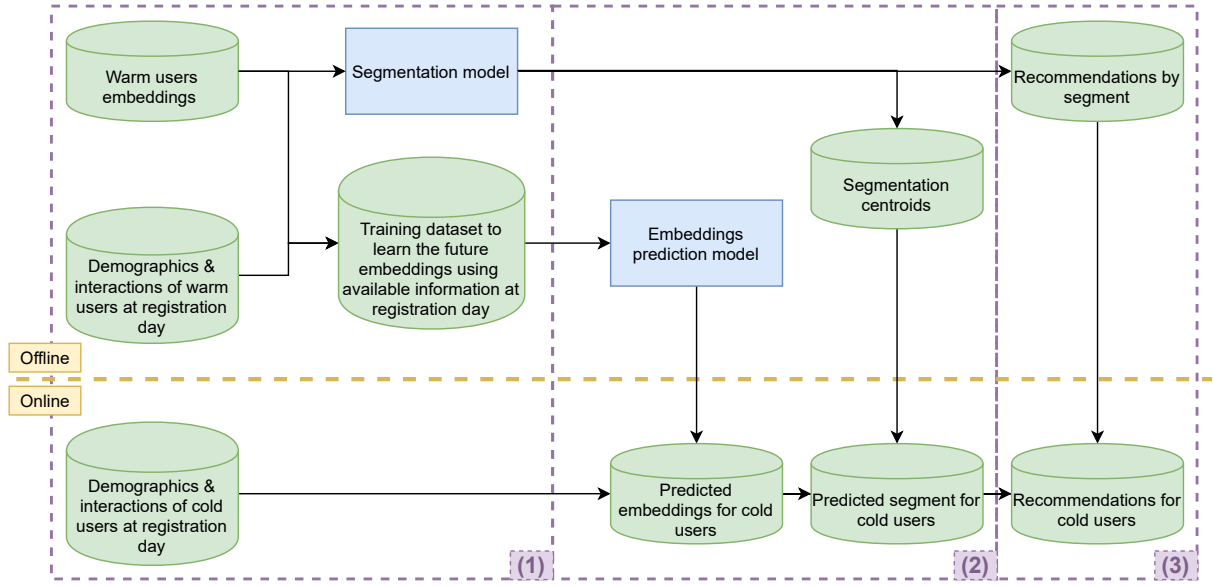 Warm users
embeddings
Segmentation model
Recommendations by
segment
Segmentation
centroids
Demographics &
interactions of warm
users at registration
day
Training dataset to
learn the future
embeddings using
available information at
registration day
Embeddings
prediction model
Offline
Online
Demographics &
interactions of cold
users at registration
day
Predicted
embeddings for cold
users
Predicted segment for
cold users
Recommendations for
cold users
(1)
(2)
(3)